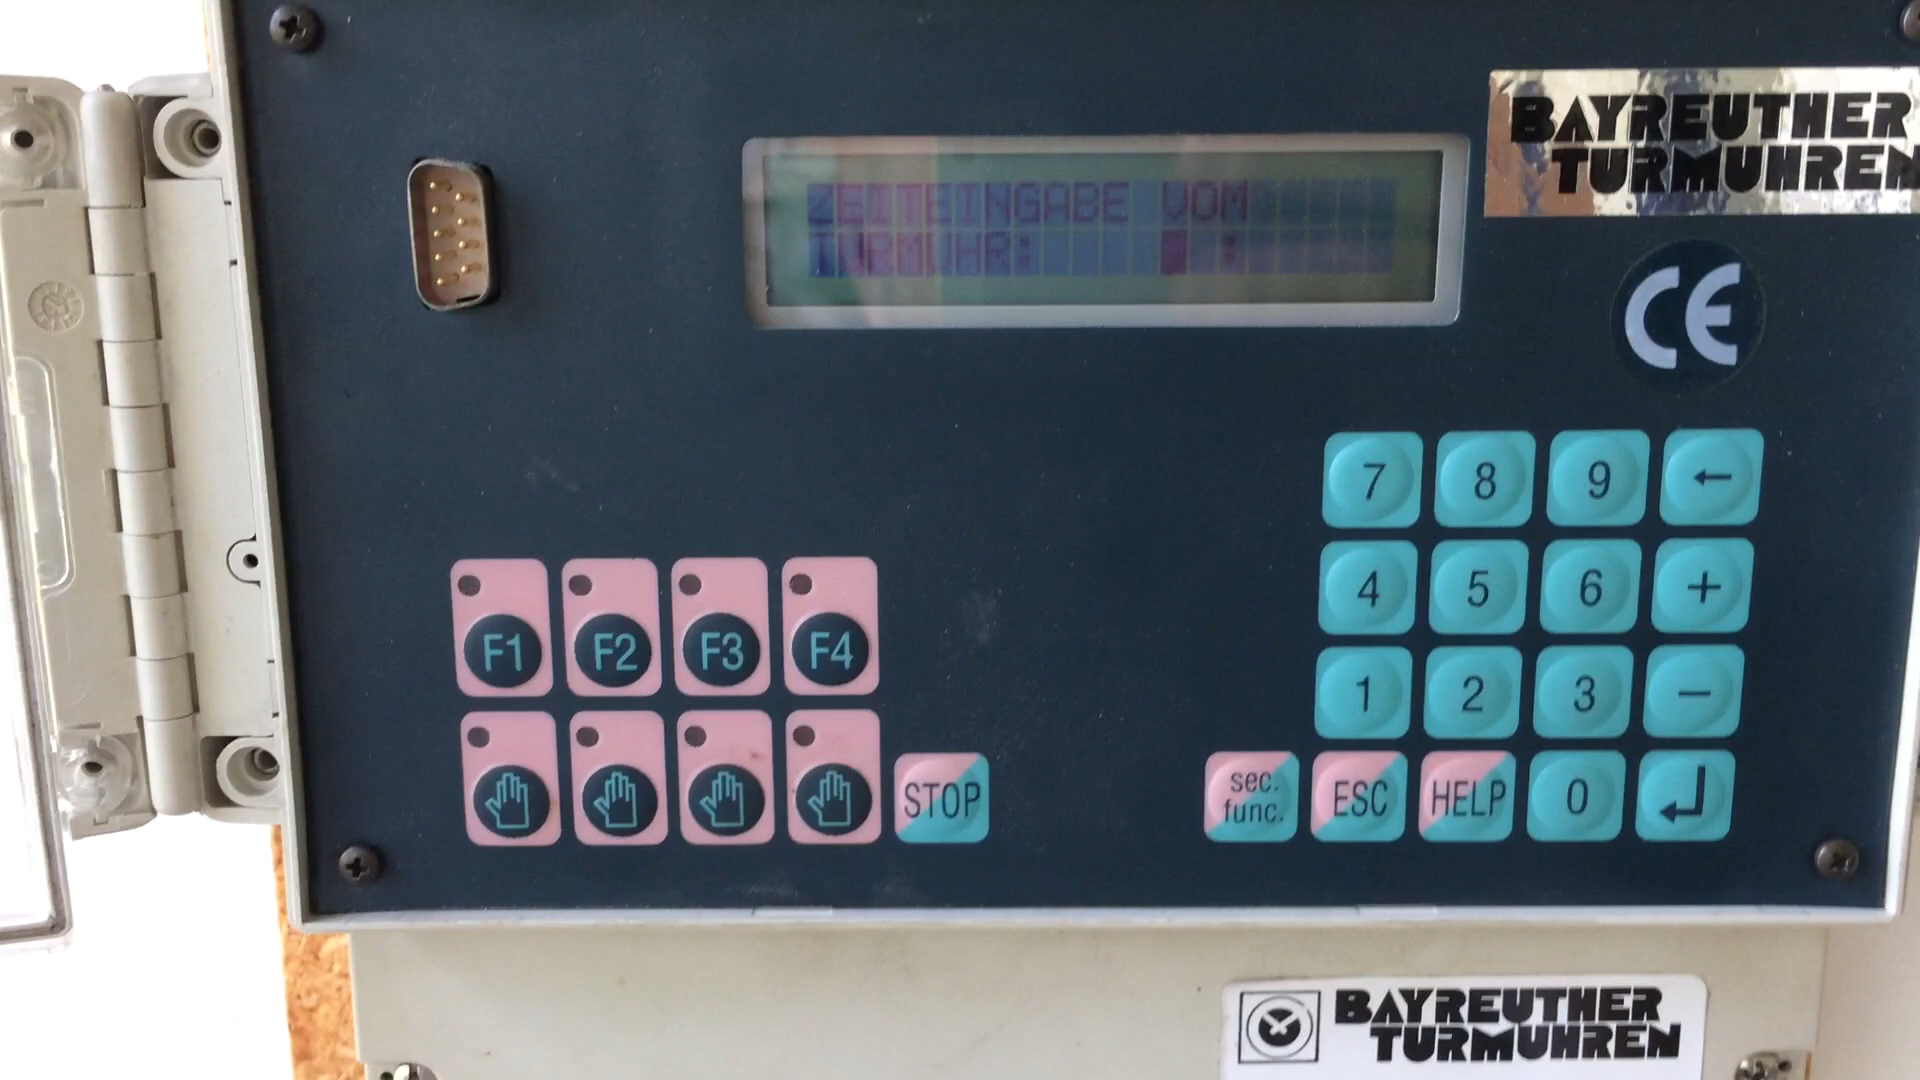 BAYREUTHER
TURMUHREN
ZEITEINGABE VOM
TURMUHR: :
CE
7 8 9 ←
4 5 6 +
F1 F2 F3 F4
1 2 3 −
STOP
sec. func. ESC HELP 0 ↵
BAYREUTHER
TURMUHREN